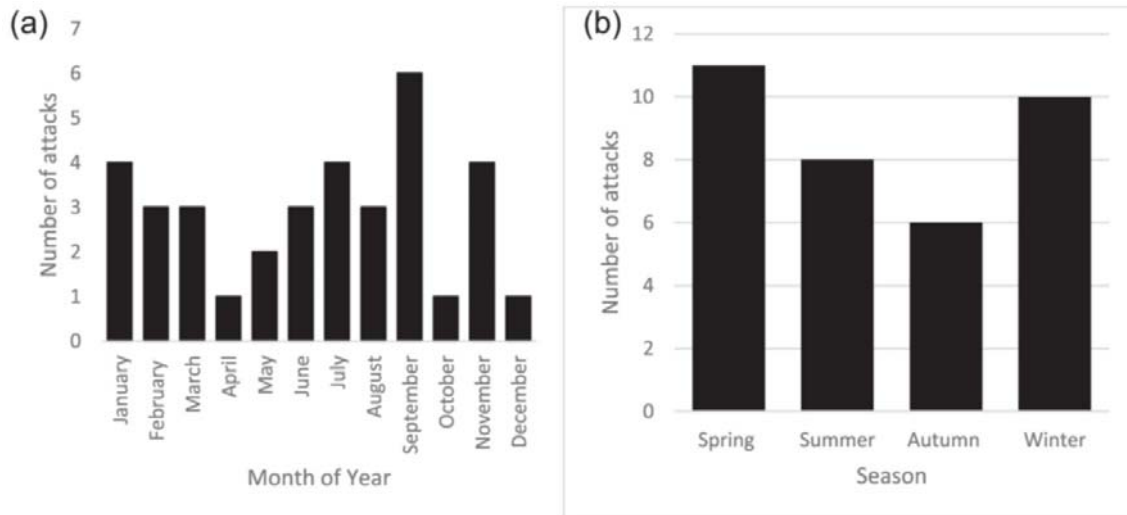 (a)
7
6
5
4
3
2
1
0
Number of attacks
January
February
March
April
May
June
July
August
September
October
November
December
Month of Year
(b)
12
10
8
6
4
2
0
Number of attacks
Spring
Summer
Autumn
Winter
Season